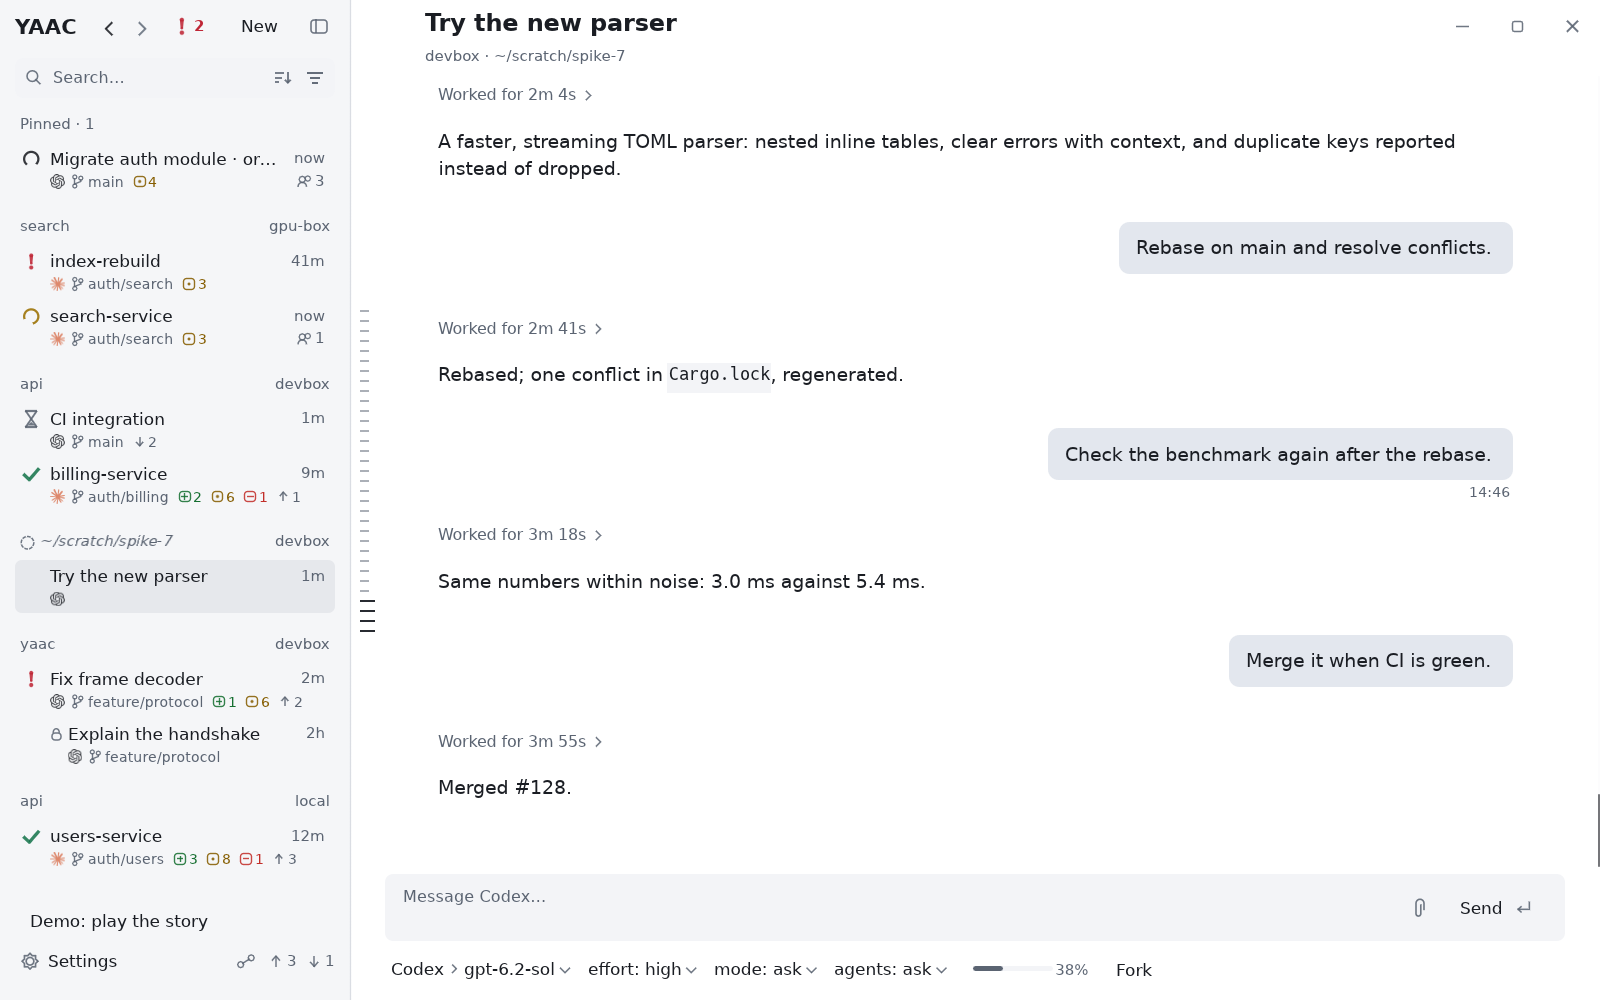 YAAC
2
New
Search…
Pinned · 1
Migrate auth module · or…
now
main
4
3
search
gpu-box
index-rebuild
41m
auth/search
3
search-service
now
auth/search
3
1
api
devbox
CI integration
1m
main
2
billing-service
9m
auth/billing
2
6
1
1
~/scratch/spike-7
devbox
Try the new parser
1m
yaac
devbox
Fix frame decoder
2m
feature/protocol
1
6
2
Explain the handshake
2h
feature/protocol
api
local
users-service
12m
auth/users
3
8
1
3
Demo: play the story
Settings
3
1
Try the new parser
devbox · ~/scratch/spike-7
Worked for 2m 4s
A faster, streaming TOML parser: nested inline tables, clear errors with context, and duplicate keys reported
instead of dropped.
Rebase on main and resolve conflicts.
Worked for 2m 41s
Rebased; one conflict in Cargo.lock, regenerated.
Check the benchmark again after the rebase.
14:46
Worked for 3m 18s
Same numbers within noise: 3.0 ms against 5.4 ms.
Merge it when CI is green.
Worked for 3m 55s
Merged #128.
Message Codex…
Send
Codex
gpt-6.2-sol
effort: high
mode: ask
agents: ask
38%
Fork